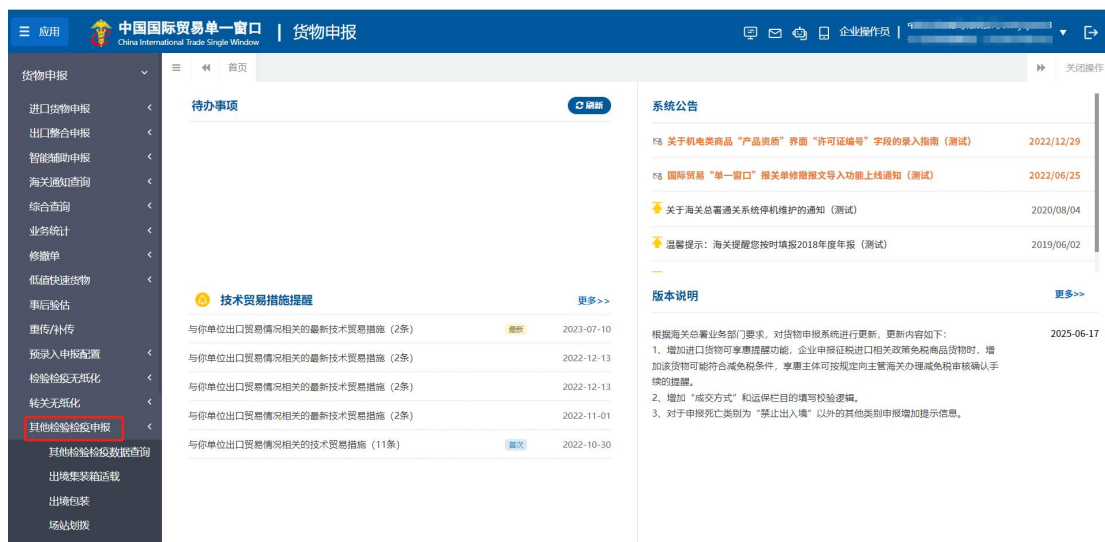 应用
中国国际贸易单一窗口 | 货物申报
China International Trade Single Window
企业操作员 |
货物申报
进口货物申报
出口整合申报
智能辅助申报
海关通知查询
综合查询
业务统计
修撤单
低值快速货物
事后验估
重传/补传
预录入申报配置
检验检疫无纸化
转关无纸化
其他检验检疫申报
其他检验检疫数据查询
出境集装箱适载
出境包装
场站划拨
首页
关闭操作
待办事项
刷新
技术贸易措施提醒
更多>>
与你单位出口贸易情况相关的最新技术贸易措施（2条） 最新 2023-07-10
与你单位出口贸易情况相关的最新技术贸易措施（2条） 2022-12-13
与你单位出口贸易情况相关的最新技术贸易措施（2条） 2022-12-13
与你单位出口贸易情况相关的最新技术贸易措施（2条） 2022-11-01
与你单位出口贸易情况相关的技术贸易措施（11条） 首次 2022-10-30
系统公告
关于机电类商品“产品资质”界面“许可证编号”字段的录入指南（测试） 2022/12/29
国际贸易“单一窗口”报关单修撤报文导入功能上线通知（测试） 2022/06/25
关于海关总署通关系统停机维护的通知（测试） 2020/08/04
温馨提示：海关提醒您按时填报2018年度年报（测试） 2019/06/02
版本说明
更多>>
根据海关总署业务部门要求，对货物申报系统进行更新，更新内容如下： 2025-06-17
1、增加进口货物可享惠提醒功能，企业申报征税进口相关政策免税商品货物时，增
加该货物可能符合减免税条件，享惠主体可按规定向主管海关办理减免税审核确认手
续的提醒。
2、增加“成交方式”和运保栏目的填写校验逻辑。
3、对于申报死亡类别为“禁止出入境”以外的其他类别申报增加提示信息。